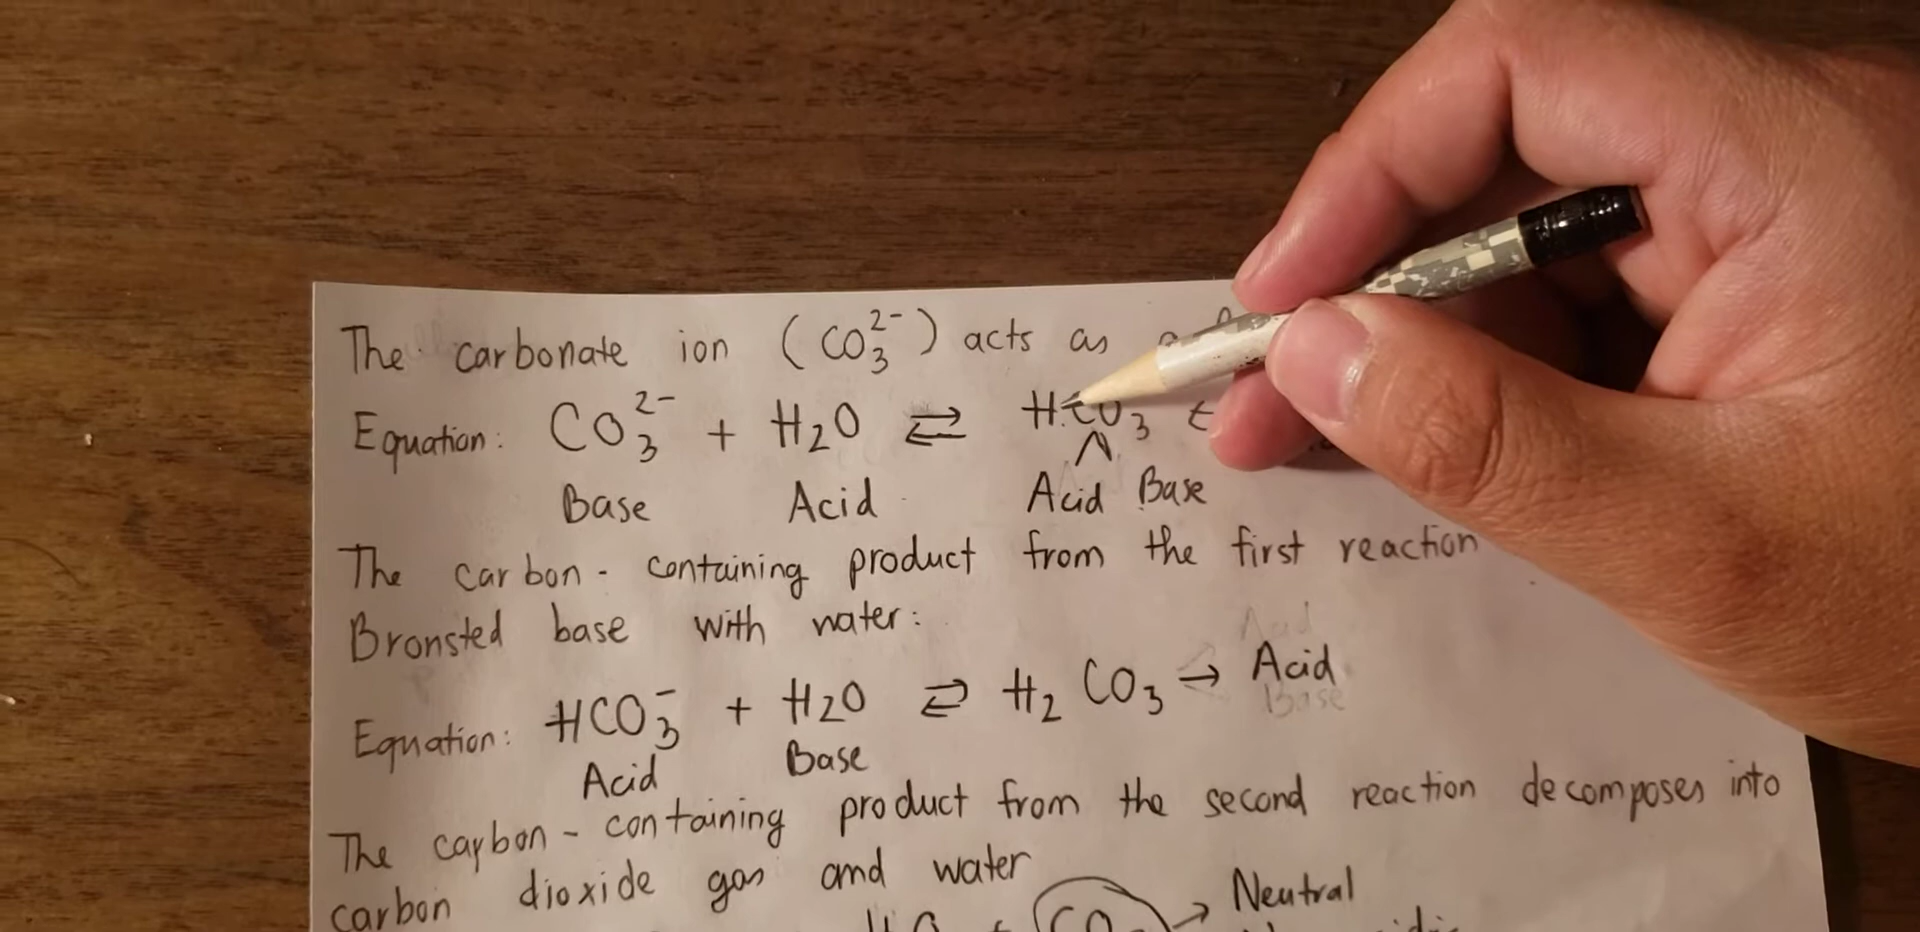 The carbonate ion (CO₃²⁻) acts as
Equation: CO₃²⁻ + H₂O ⇄ HCO₃
Base Acid Acid Base
The carbon - containing product from the first reaction
Bronsted base with water:
Acid
Equation: HCO₃⁻ + H₂O ⇄ H₂CO₃ → Acid
Base
Acid Base
The carbon - containing product from the second reaction decomposes into
carbon dioxide gas and water
Neutral